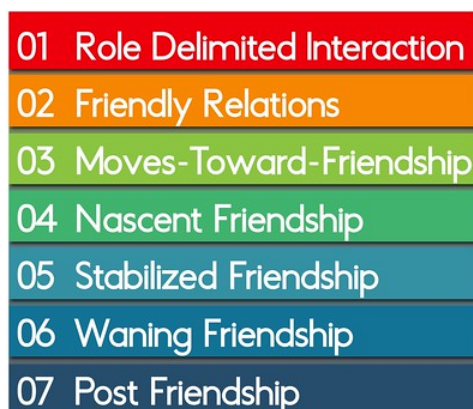 01 Role Delimited Interaction
02 Friendly Relations
03 Moves-Toward-Friendship
04 Nascent Friendship
05 Stabilized Friendship
06 Waning Friendship
07 Post Friendship